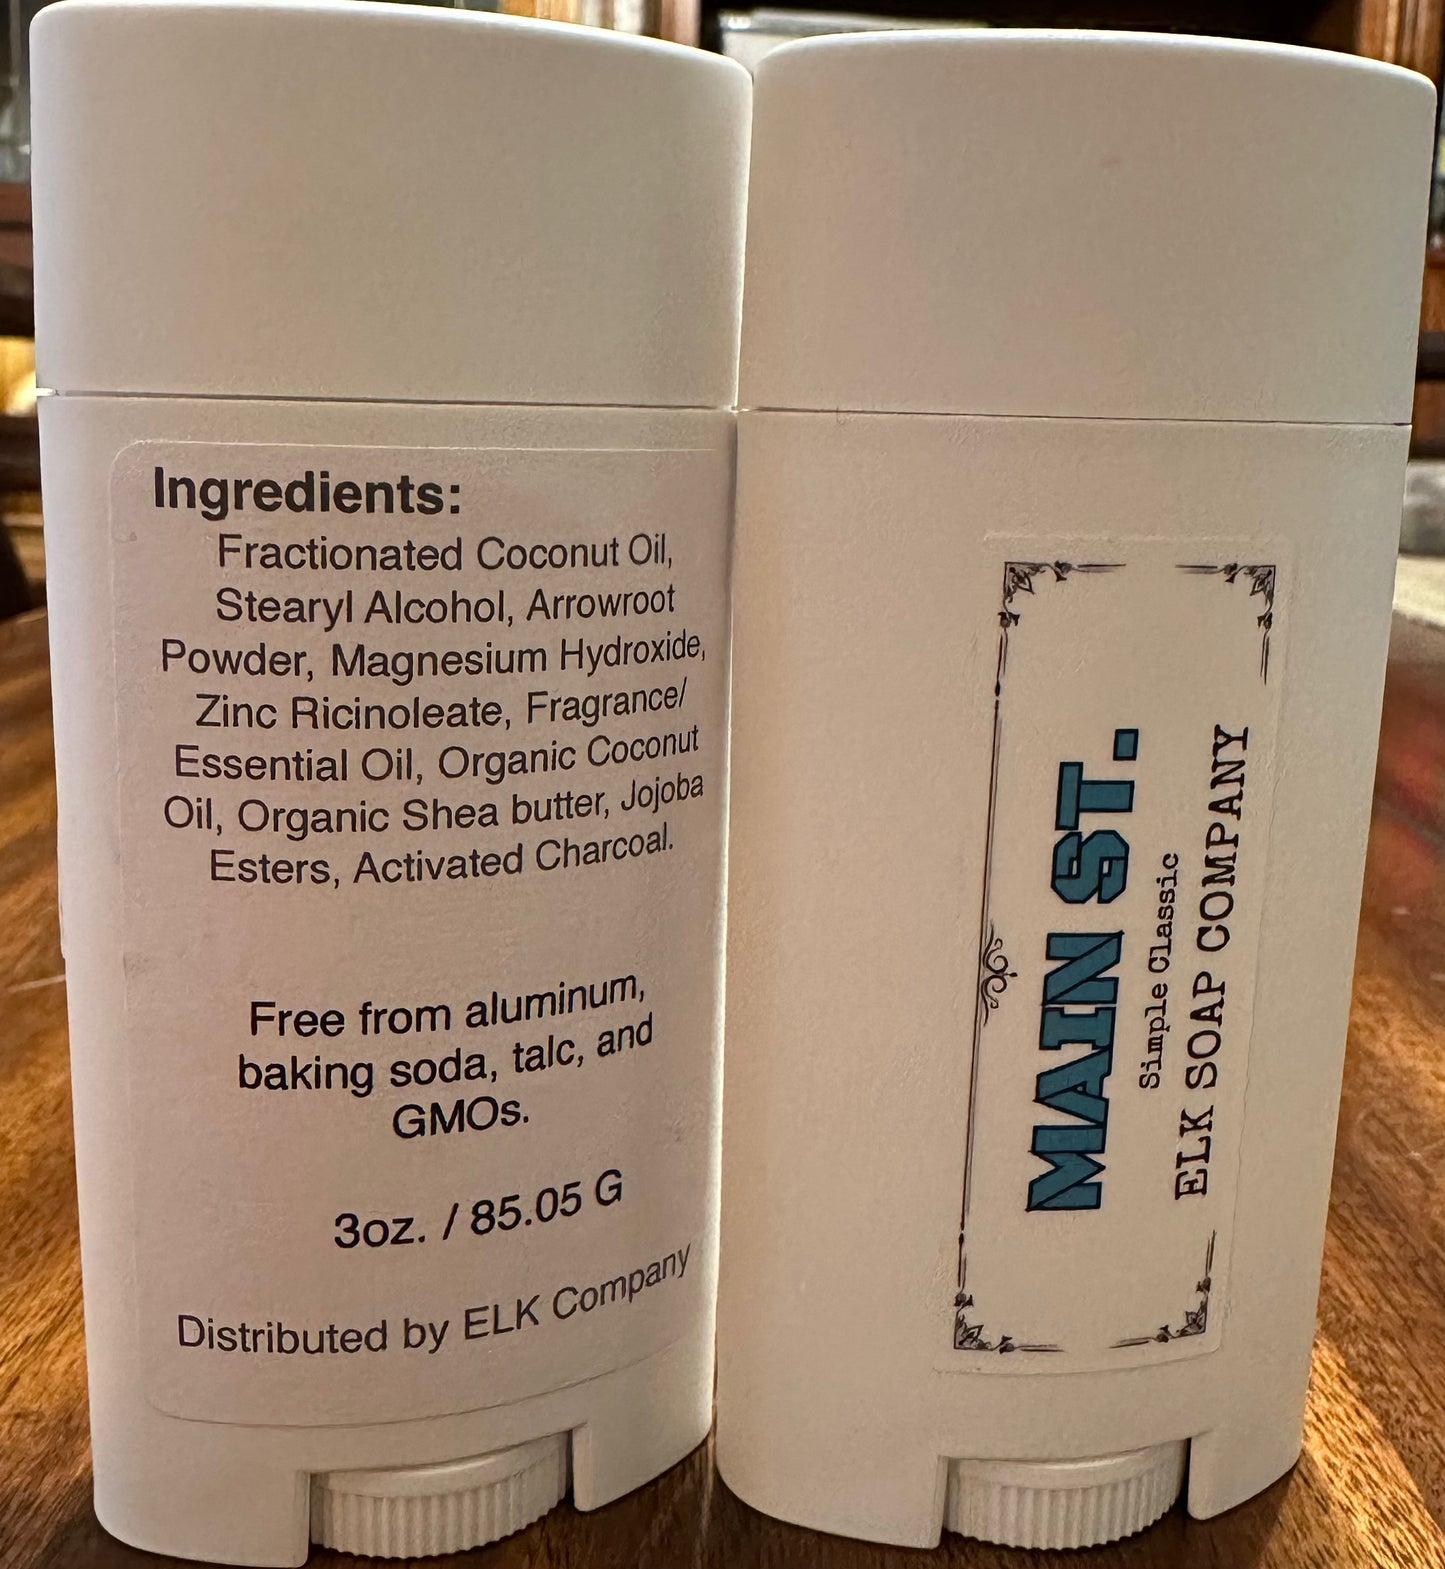 Ingredients:
Fractionated Coconut Oil,
Stearyl Alcohol, Arrowroot
Powder, Magnesium Hydroxide,
Zinc Ricinoleate, Fragrance/
Essential Oil, Organic Coconut
Oil, Organic Shea butter, Jojoba
Esters, Activated Charcoal.
Free from aluminum,
baking soda, talc, and
GMOs.
3oz. / 85.05 G
Distributed by ELK Company
MAIN ST.
Simple Classic
ELK SOAP COMPANY